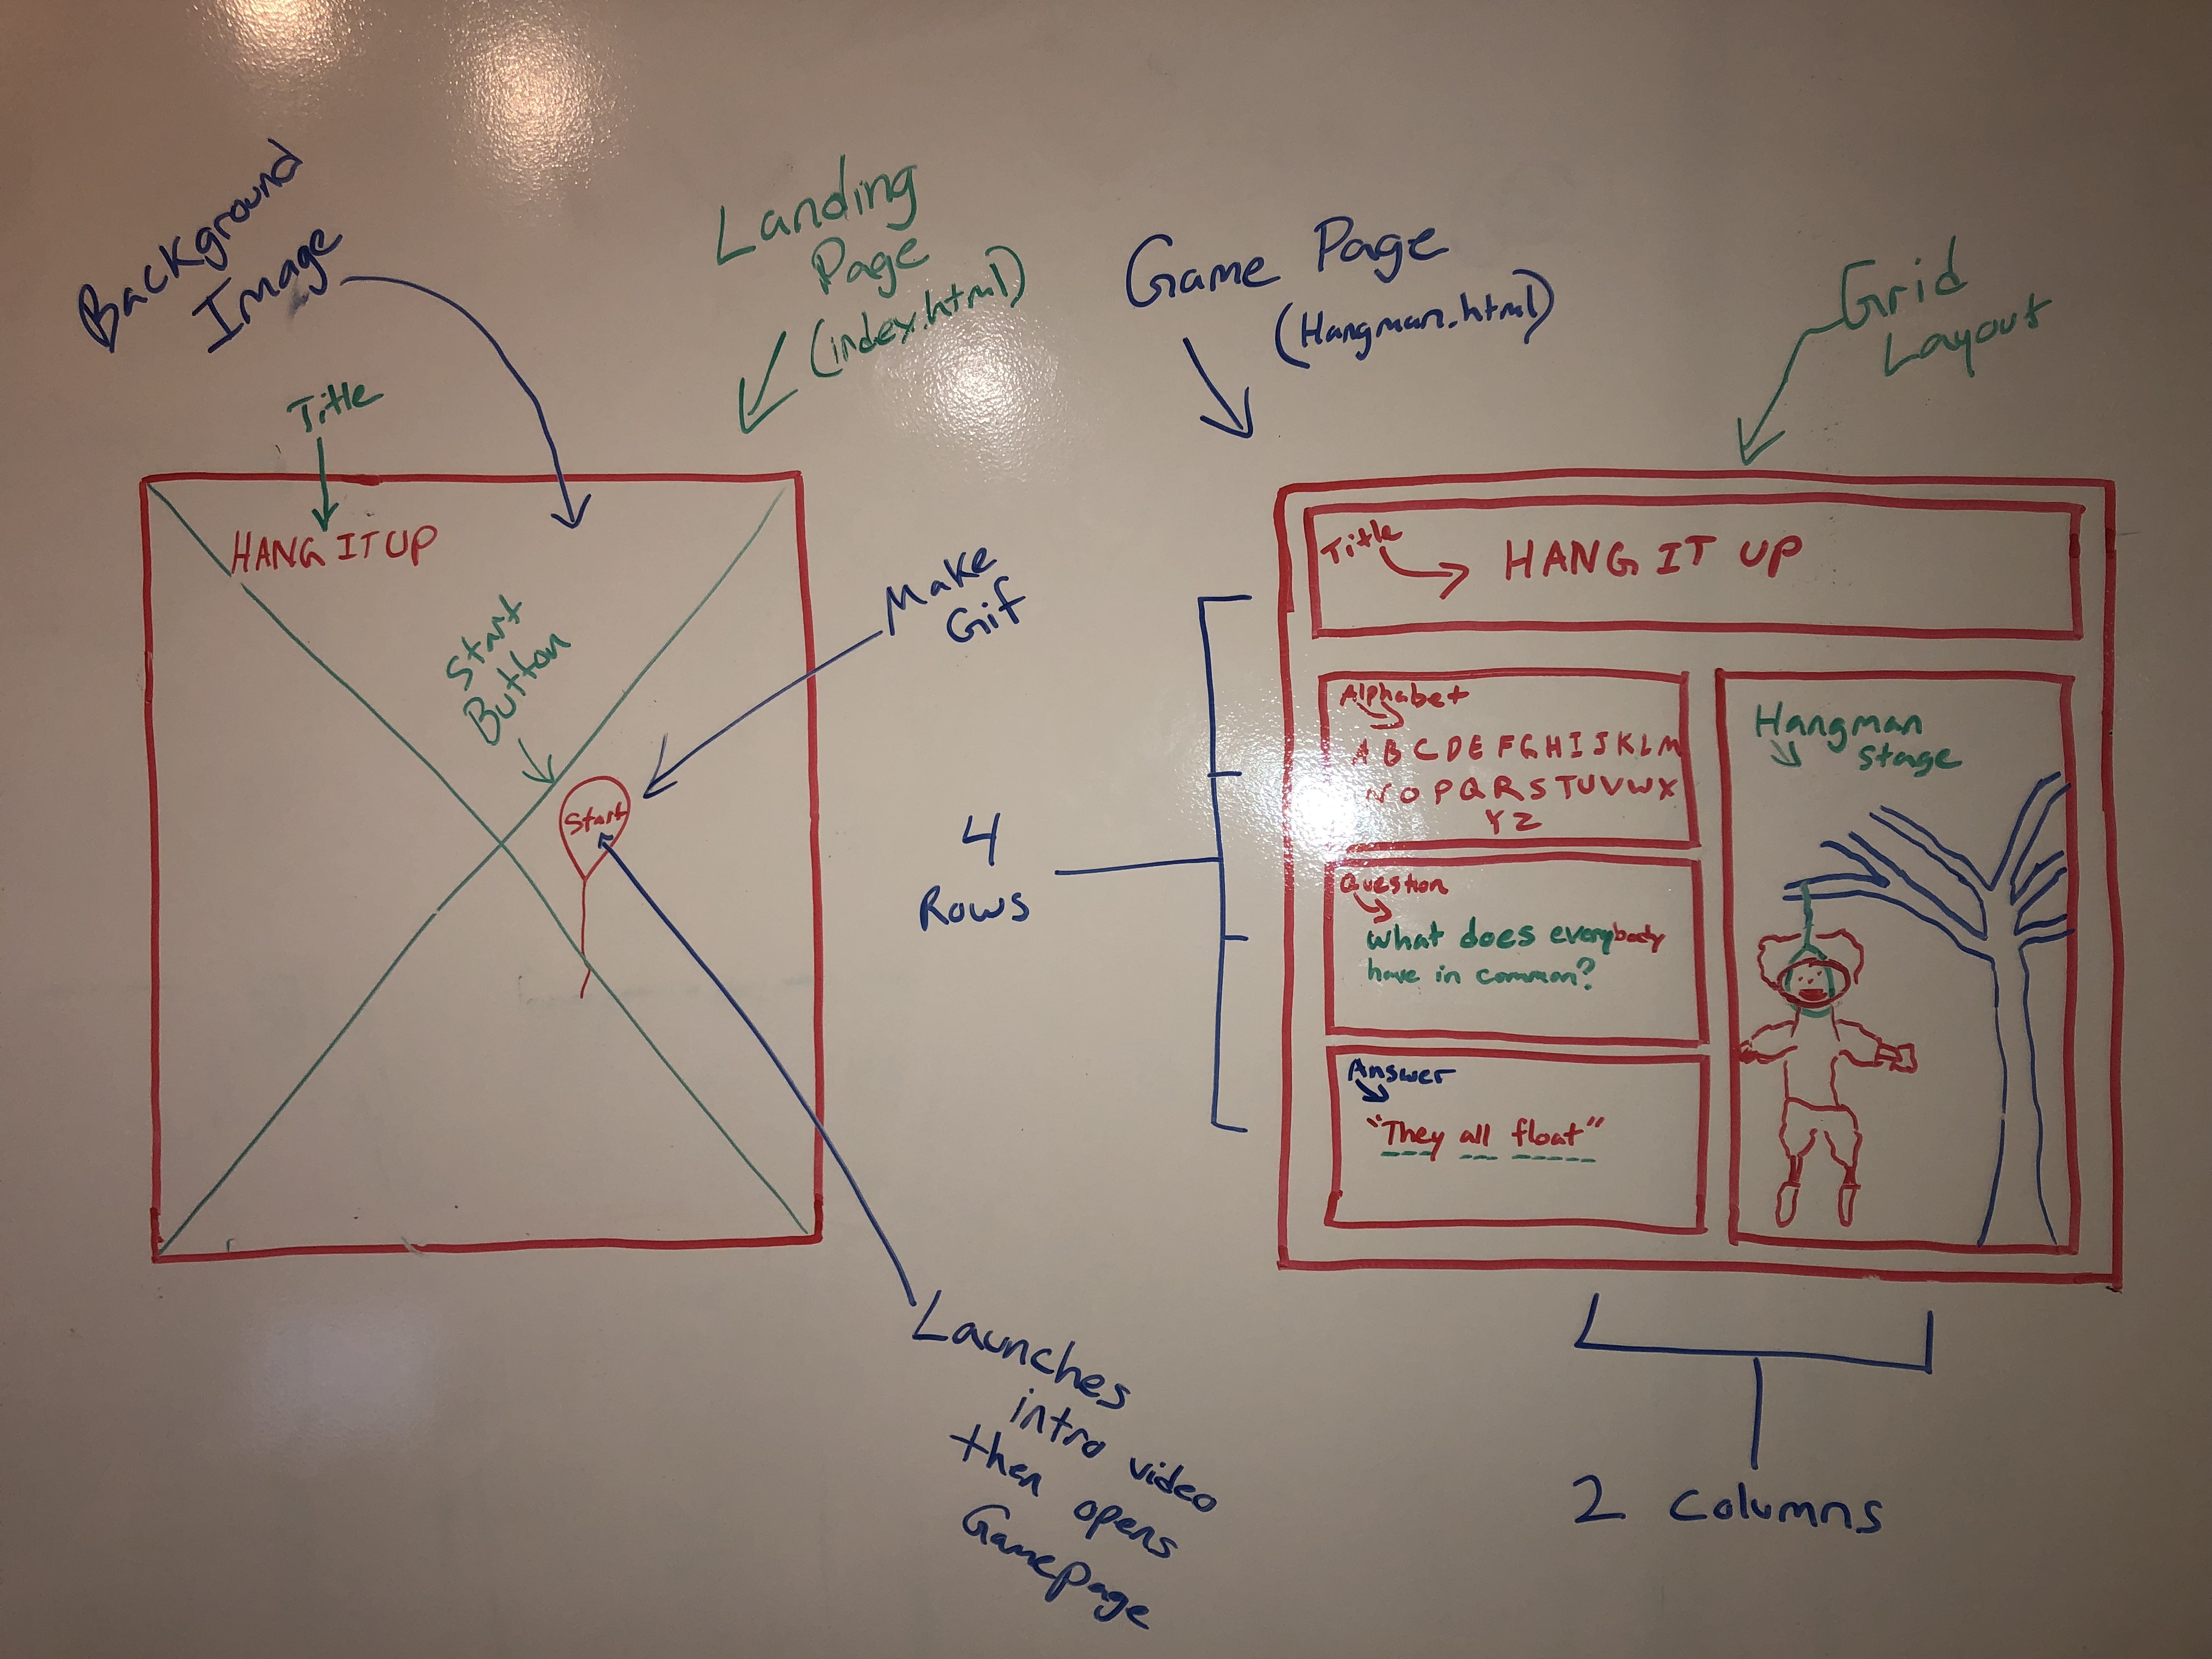 Background
Image
Title
HANG IT UP
Start
Button
Start
Landing
Page
(index.html)
Make
Gif
Launches
intro video
then opens
Gamepage
Game Page
(Hangman.html)
Grid
Layout
4
Rows
Title
HANG IT UP
Alphabet
A B C D E F G H I J K L M
N O P Q R S T U V W X
Y Z
Question
What does everybody
have in common?
Answer
"They all float"
Hangman
Stage
2 columns